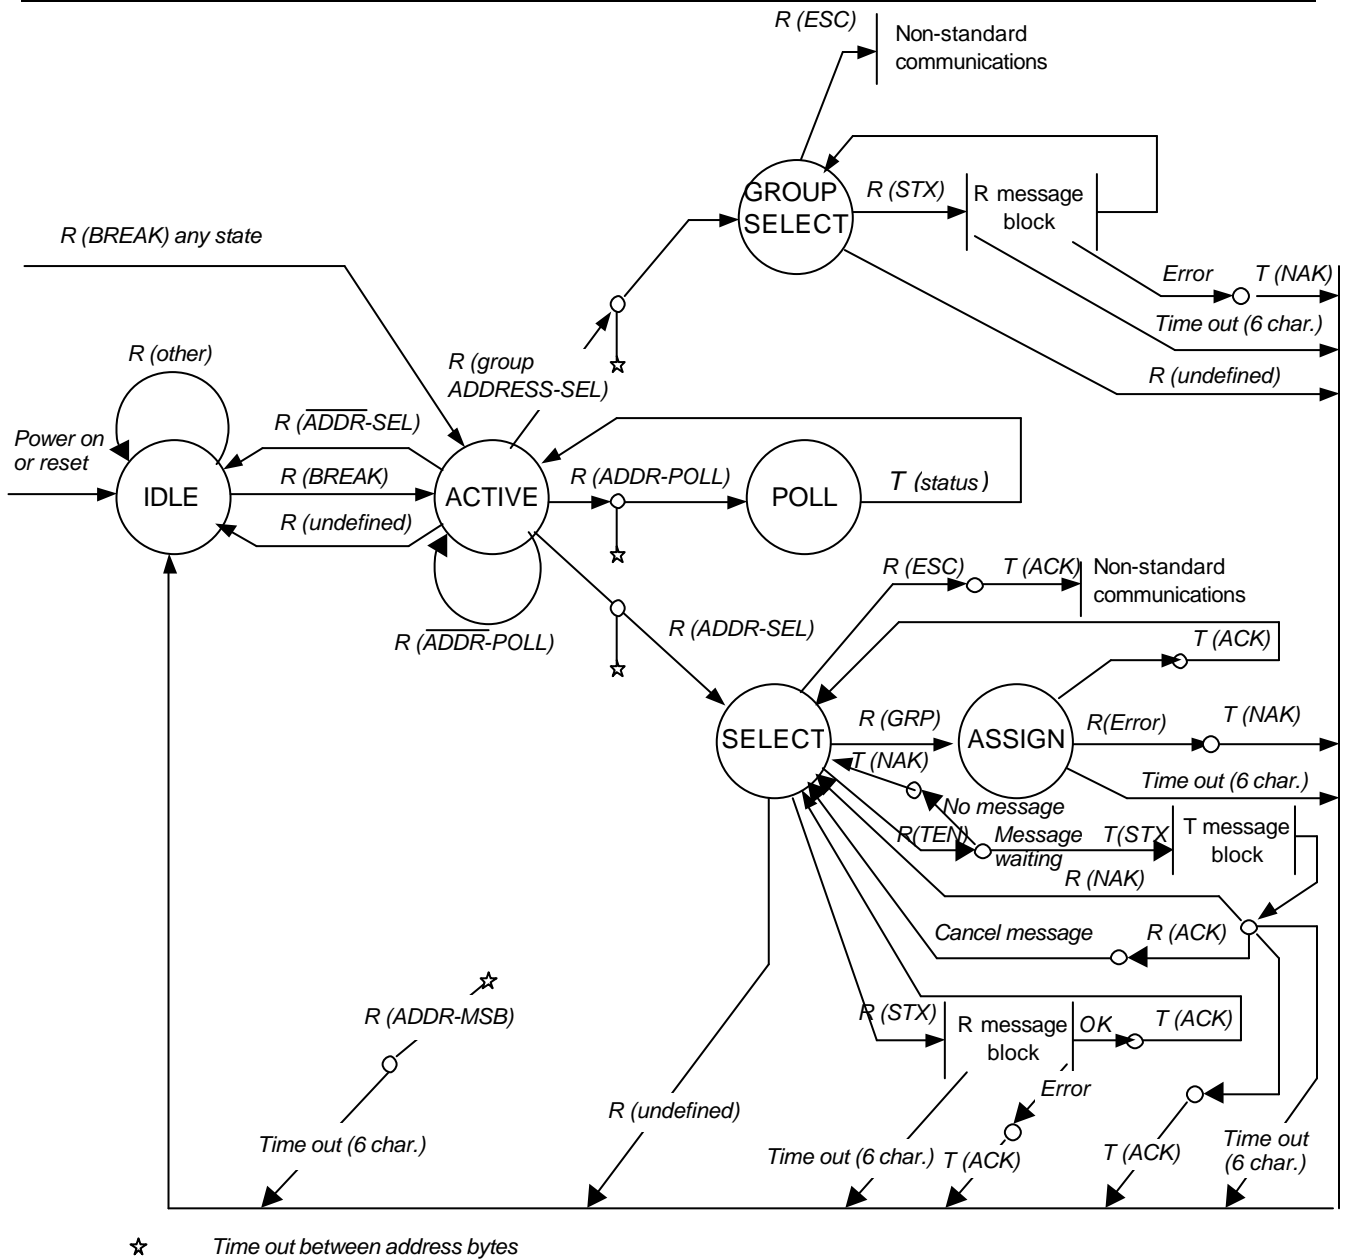 R (ESC)
Non-standard
communications
GROUP
SELECT
R (STX)
R message
block
R (BREAK) any state
Error
T (NAK)
Time out (6 char.)
R (undefined)
R (other)
R (group
ADDRESS-SEL)
Power on
or reset
R (A̅D̅D̅R̅-SEL)
R (BREAK)
R (undefined)
IDLE
ACTIVE
R (ADDR-POLL)
POLL
T (status)
R (A̅D̅D̅R̅-POLL)
R (ESC)
T (ACK)
Non-standard
communications
R (ADDR-SEL)
T (ACK)
SELECT
R (GRP)
ASSIGN
R(Error)
T (NAK)
T (NAK)
Time out (6 char.)
No message
R(TEN)
Message
waiting
T(STX
T message
block
R (NAK)
Cancel message
R (ACK)
R (ADDR-MSB)
R (STX)
R message
block
OK
T (ACK)
Error
R (undefined)
Time out (6 char.)
Time out (6 char.)
T (ACK)
T (ACK)
Time out
(6 char.)
☆ Time out between address bytes